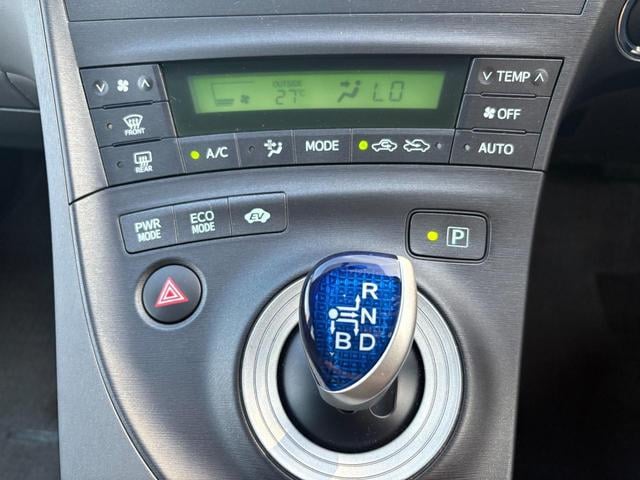 OUTSIDE
27°C
LO
TEMP
FRONT
OFF
REAR
A/C
MODE
AUTO
PWR
MODE
ECO
MODE
EV
P
R
N
B D